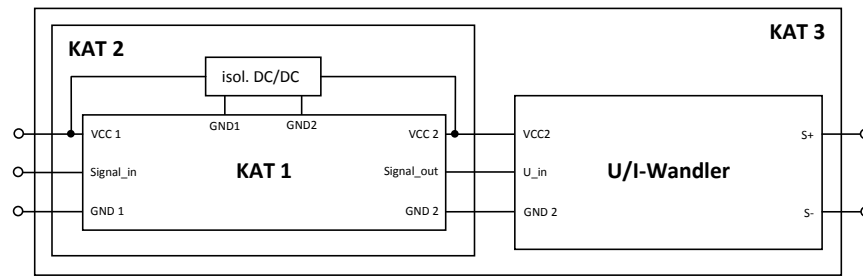 KAT 3
KAT 2
isol. DC/DC
GND1 GND2
VCC 1 VCC 2 VCC2 S+
Signal_in KAT 1 Signal_out U_in U/I-Wandler
GND 1 GND 2 GND 2 S-